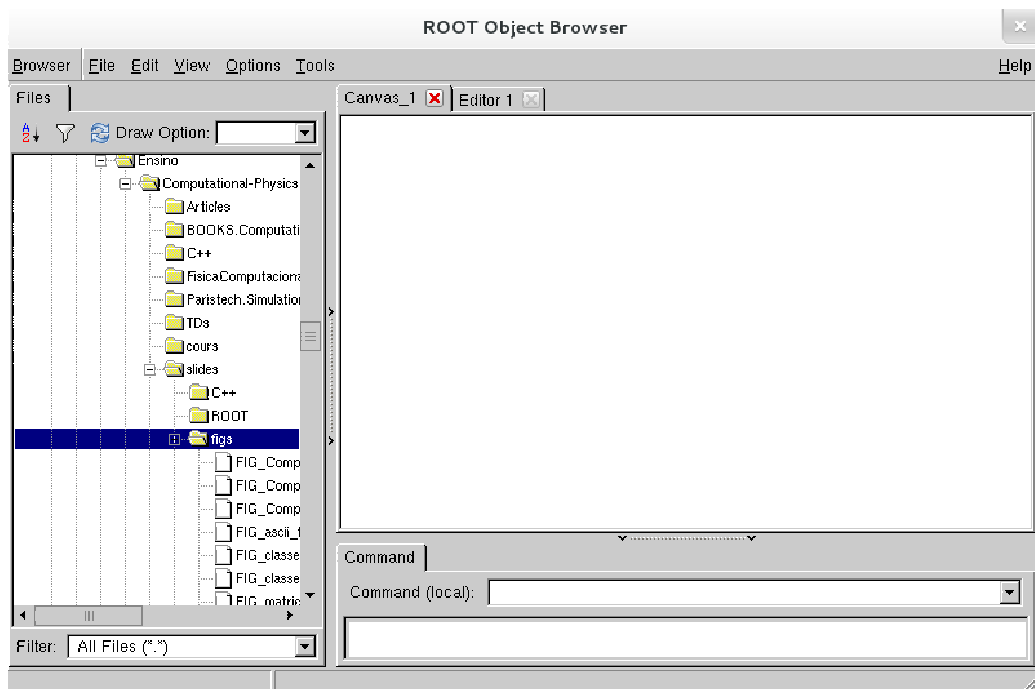 ROOT Object Browser
Browser File Edit View Options Tools Help
Files
Canvas_1 Editor 1
Draw Option:
Ensino
Computational-Physics
Articles
BOOKS.Computati
C++
FisicaComputaciona
Paristech.Simulation
TDs
cours
slides
C++
ROOT
figs
FIG_Comp
FIG_Comp
FIG_Comp
FIG_ascii_t
FIG_classe
FIG_classe
FIG_matric
Command
Command (local):
Filter: All Files (*.*)